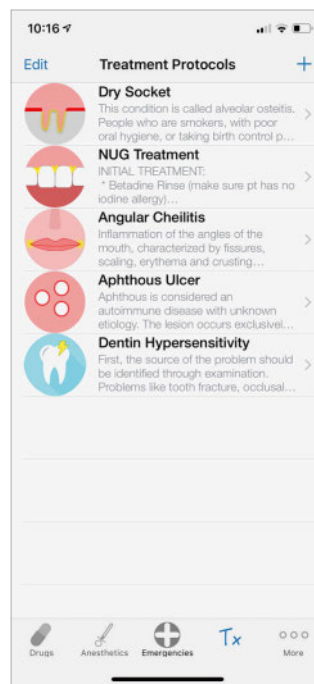 10:16
Edit Treatment Protocols +
Dry Socket
This condition is called alveolar osteitis.
People who are smokers, with poor
oral hygiene, or taking birth control p...
NUG Treatment
INITIAL TREATMENT:
* Betadine Rinse (make sure pt has no
iodine allergy)...
Angular Cheilitis
Inflammation of the angles of the
mouth, characterized by fissures,
scaling, erythema and crusting...
Aphthous Ulcer
Aphthous is considered an
autoimmune disease with unknown
etiology. The lesion occurs exclusivel...
Dentin Hypersensitivity
First, the source of the problem should
be identified through examination.
Problems like tooth fracture, occlusal...
Tx
Drugs Anesthetics Emergencies More